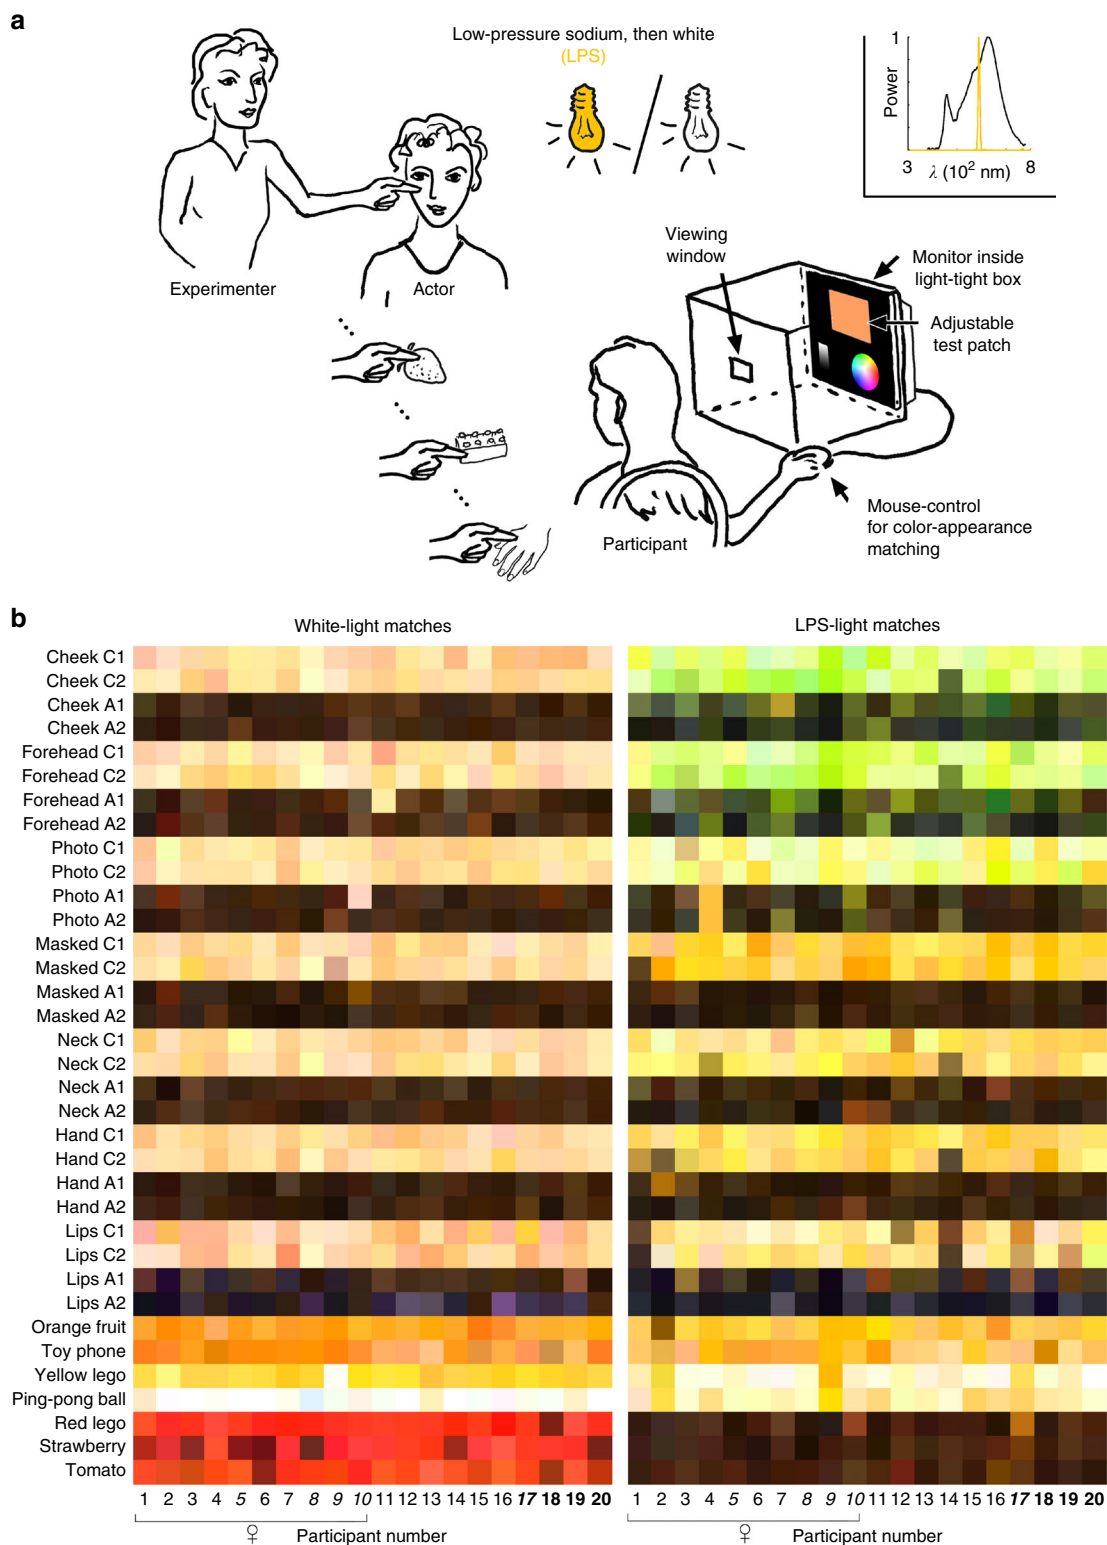 a
Low-pressure sodium, then white
(LPS)
1
Power
3
8
λ (10² nm)
Experimenter
Actor
Viewing
window
Monitor inside
light-tight box
Adjustable
test patch
Participant
Mouse-control
for color-appearance
matching
b
White-light matches
LPS-light matches
Cheek C1
Cheek C2
Cheek A1
Cheek A2
Forehead C1
Forehead C2
Forehead A1
Forehead A2
Photo C1
Photo C2
Photo A1
Photo A2
Masked C1
Masked C2
Masked A1
Masked A2
Neck C1
Neck C2
Neck A1
Neck A2
Hand C1
Hand C2
Hand A1
Hand A2
Lips C1
Lips C2
Lips A1
Lips A2
Orange fruit
Toy phone
Yellow lego
Ping-pong ball
Red lego
Strawberry
Tomato
1 2 3 4 5 6 7 8 9 10 11 12 13 14 15 16 17 18 19 20
1 2 3 4 5 6 7 8 9 10 11 12 13 14 15 16 17 18 19 20
♀ Participant number
♀ Participant number